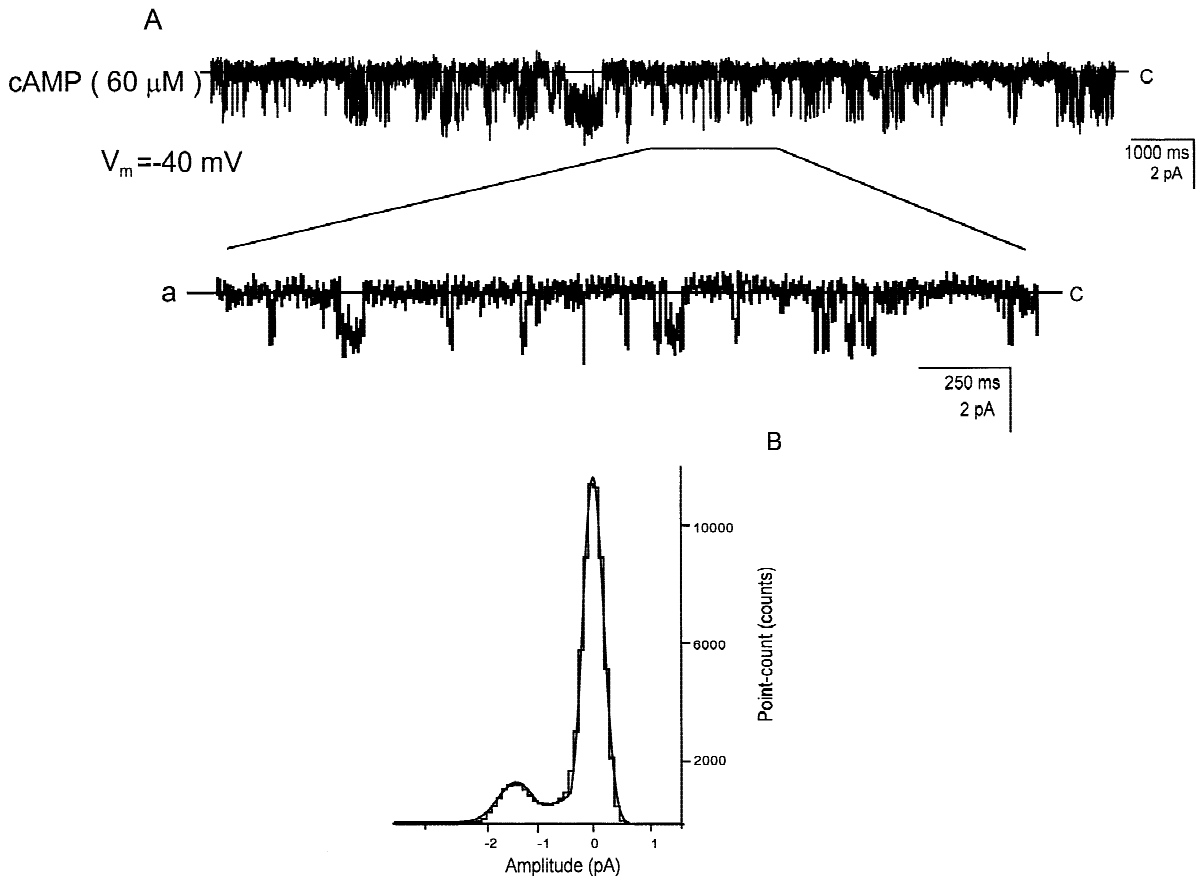 A
cAMP ( 60 μM )
C
Vm=-40 mV
1000 ms
2 pA
a
C
250 ms
2 pA
B
10000
6000
2000
Point-count (counts)
-2 -1 0 1
Amplitude (pA)